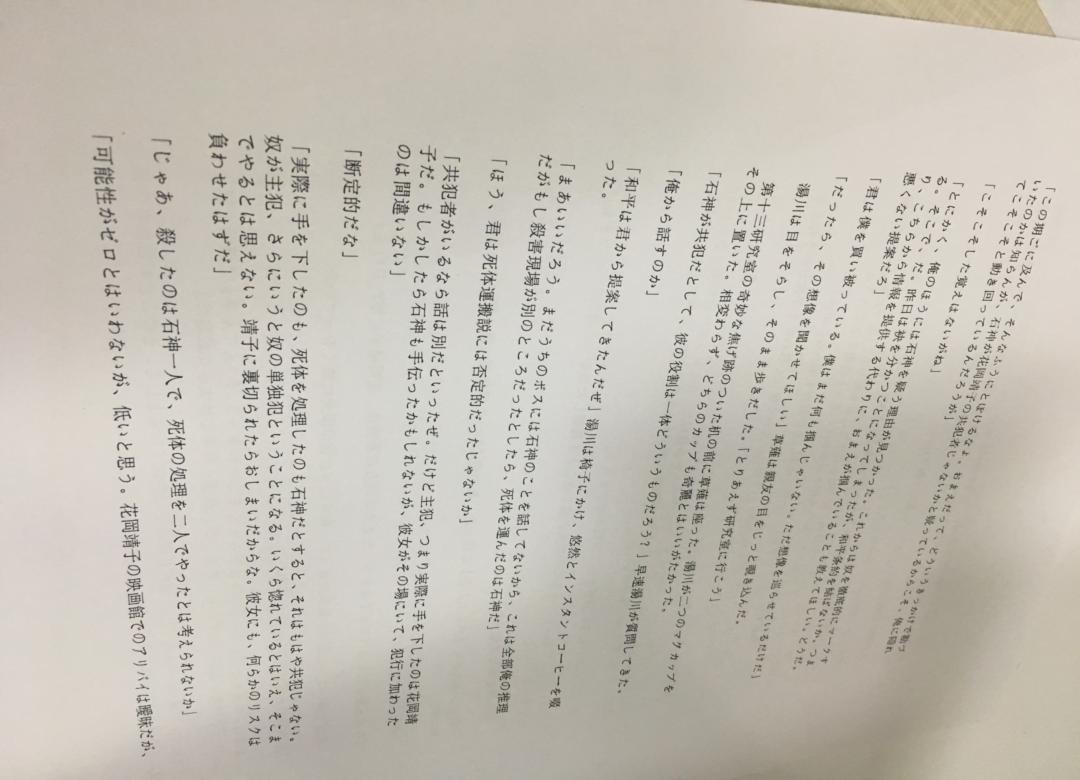 「この期に及んで、そんなふうにとぼけるなよ。おまえだって、どういうきっかけで勘づ
いたのかは知らんが、石神が花岡靖子の共犯者じゃないかと疑っているからこそ、俺に隠れ
てこそこそと動き回っているんだろうが」
「こそこそした覚えはないがね」
「とにかく、俺のほうには石神を疑う理由が見つかった。これからは奴を徹底的にマークす
る。そこで、だ。昨日は袂を分かつことになってしまったが、和平条約を結ばないか。つま
り、こちらから情報を提供する代わりに、おまえが掴んでいることも教えてほしい。どうだ。
悪くない提案だろ」
「君は僕を買い被っている。僕はまだ何も掴んじゃいない。ただ想像を巡らせているだけだ」
「だったら、その想像を聞かせてほしい」草薙は親友の目をじっと覗き込んだ。
湯川は目をそらし、そのまま歩きだした。「とりあえず研究室に行こう」
第十三研究室の奇妙な焦げ跡のついた机の前に草薙は座った。湯川が二つのマグカップを
その上に置いた。相変わらず、どちらのカップも奇麗とはいいがたかった。
「石神が共犯だとして、彼の役割は一体どういうものだろう？」早速湯川が質問してきた。
「俺から話すのか」
「和平は君から提案してきたんだぜ」湯川は椅子にかけ、悠然とインスタントコーヒーを啜
った。
「まあいいだろう。まだうちのボスには石神のことを話してないから、これは全部俺の推理
だがもし殺害現場が別のところだったとしたら、死体を運んだのは石神だ」
「ほう、君は死体運搬説には否定的だったじゃないか」
「共犯者がいるなら話は別だといったぜ。だけど主犯、つまり実際に手を下したのは花岡靖
子だ。もしかしたら石神も手伝ったかもしれないが、彼女がその場にいて、犯行に加わった
のは間違いない」
「断定的だな」
「実際に手を下したのも、死体を処理したのも石神だとすると、それはもはや共犯じゃない。
奴が主犯、さらにいうと奴の単独犯ということになる。いくら惚れているとはいえ、そこま
でやるとは思えない。靖子に裏切られたらおしまいだからな。彼女にも、何らかのリスクは
負わせたはずだ」
「じゃあ、殺したのは石神一人で、死体の処理を二人でやったとは考えられないか」
「可能性がゼロとはいわないが、低いと思う。花岡靖子の映画館でのアリバイは曖昧だが、